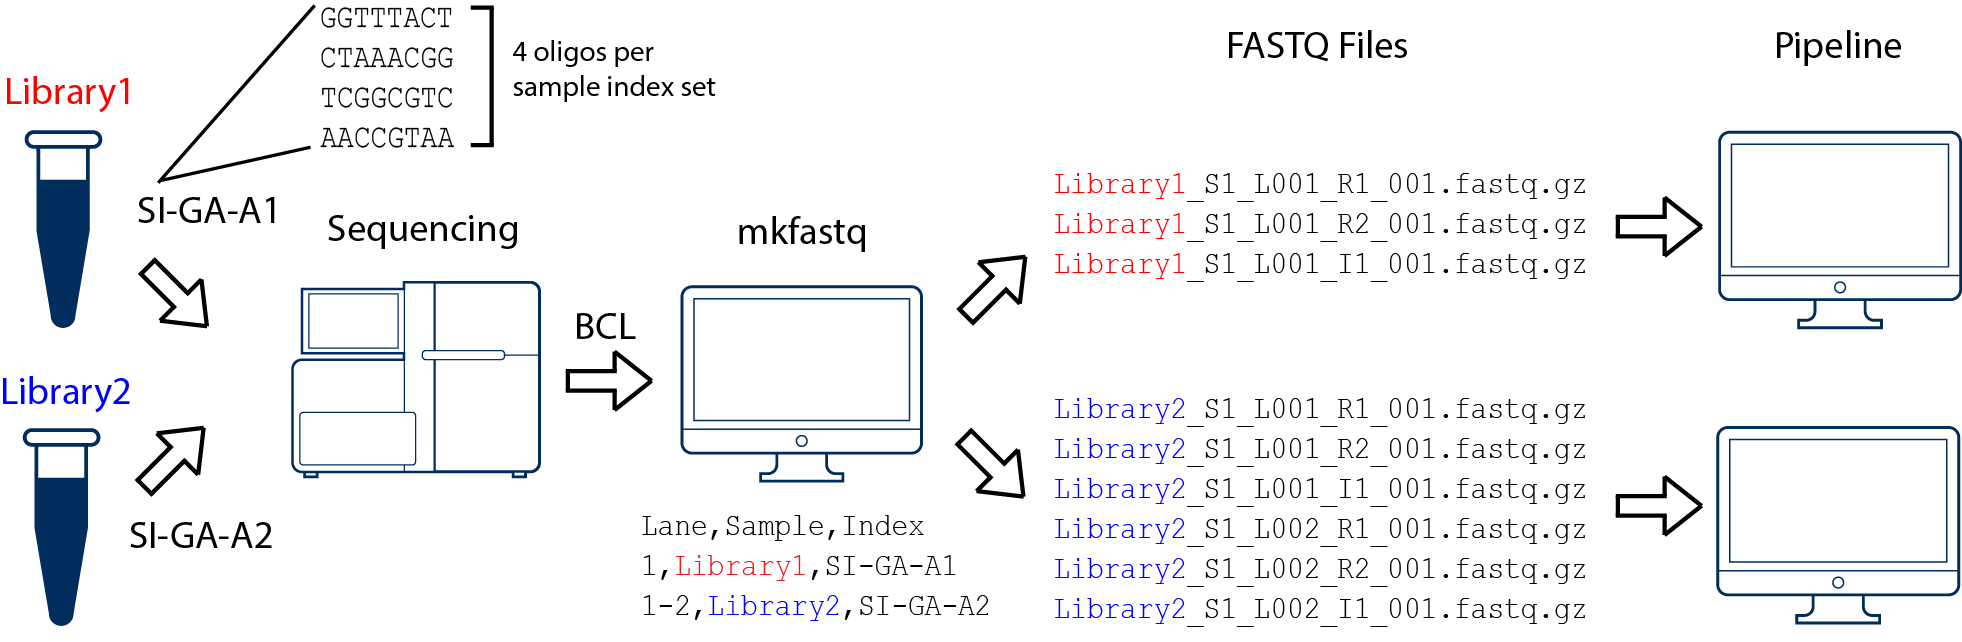 GGTTTACT
CTAAACGG
TCGGCGTC
AACCGTAA
4 oligos per
sample index set
Library1
SI-GA-A1
Library2
SI-GA-A2
Sequencing
BCL
mkfastq
Lane,Sample,Index
1,Library1,SI-GA-A1
1-2,Library2,SI-GA-A2
FASTQ Files
Library1_S1_L001_R1_001.fastq.gz
Library1_S1_L001_R2_001.fastq.gz
Library1_S1_L001_I1_001.fastq.gz
Library2_S1_L001_R1_001.fastq.gz
Library2_S1_L001_R2_001.fastq.gz
Library2_S1_L001_I1_001.fastq.gz
Library2_S1_L002_R1_001.fastq.gz
Library2_S1_L002_R2_001.fastq.gz
Library2_S1_L002_I1_001.fastq.gz
Pipeline